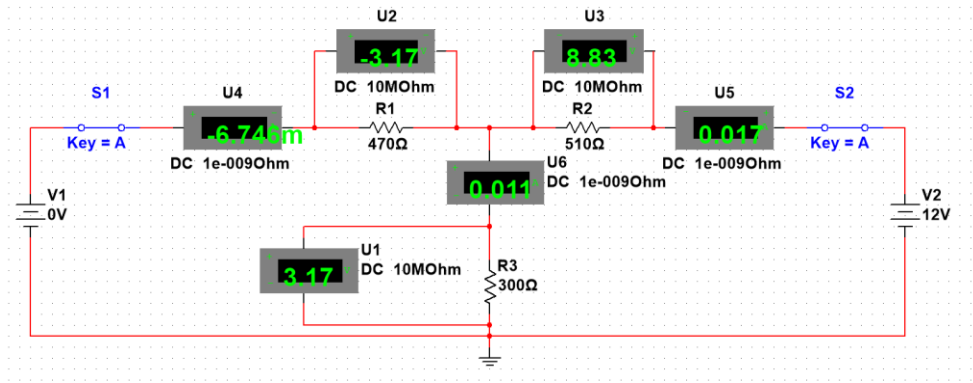 U2
-3.17
DC 10MOhm
R1
470Ω
U3
8.83
DC 10MOhm
R2
510Ω
S1
Key = A
U4
-6.746m
DC 1e-009Ohm
U5
0.017
DC 1e-009Ohm
S2
Key = A
U6
0.011
DC 1e-009Ohm
V1
0V
V2
12V
U1
3.17
DC 10MOhm
R3
300Ω